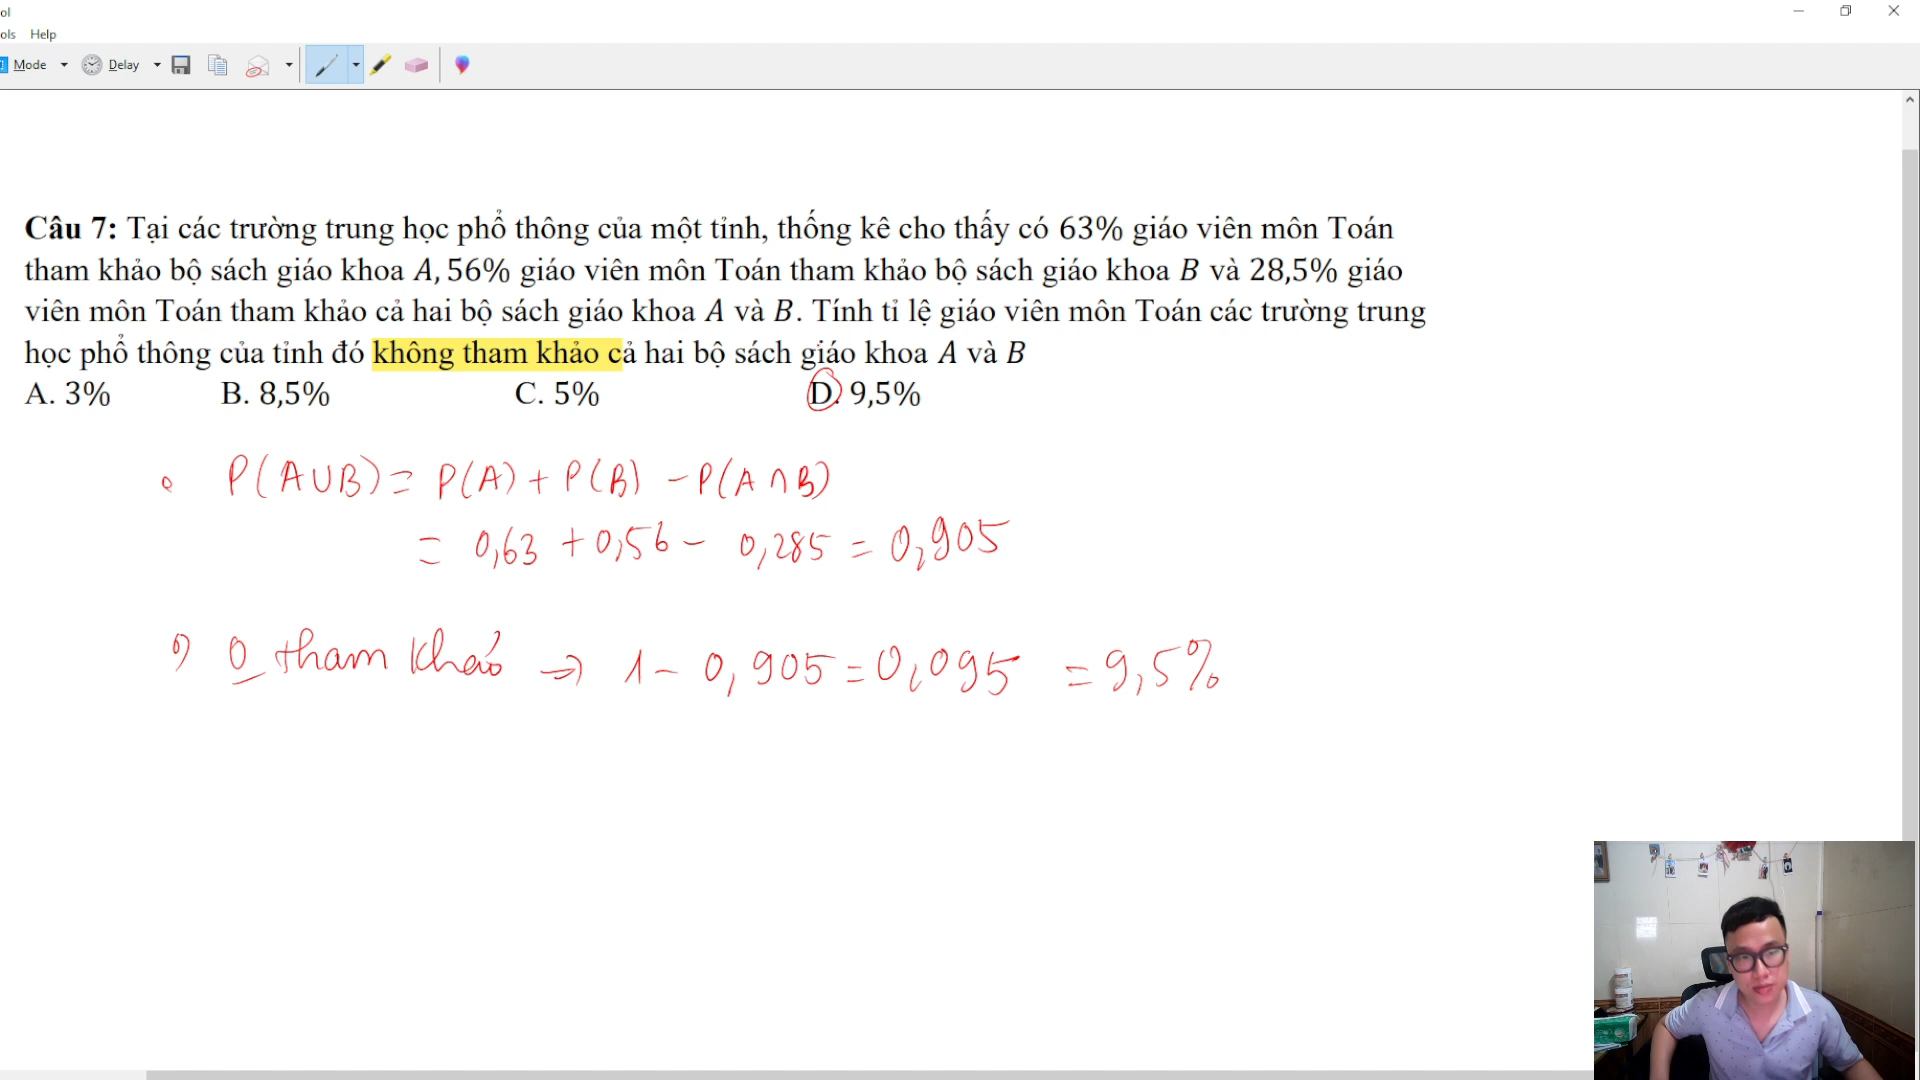 ol
ols Help
Mode Delay
Câu 7: Tại các trường trung học phổ thông của một tỉnh, thống kê cho thấy có 63% giáo viên môn Toán
tham khảo bộ sách giáo khoa A, 56% giáo viên môn Toán tham khảo bộ sách giáo khoa B và 28,5% giáo
viên môn Toán tham khảo cả hai bộ sách giáo khoa A và B. Tính tỉ lệ giáo viên môn Toán các trường trung
học phổ thông của tỉnh đó không tham khảo cả hai bộ sách giáo khoa A và B
A. 3% B. 8,5% C. 5% D. 9,5%
P(A∪B) = P(A) + P(B) - P(A∩B)
= 0,63 + 0,56 - 0,285 = 0,905
0 tham khảo → 1 - 0,905 = 0,095 = 9,5%